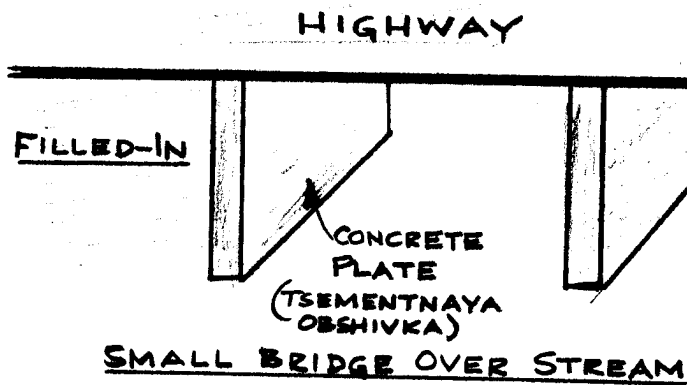 HIGHWAY
FILLED-IN
CONCRETE
PLATE
(TSEMENTNAYA
OBSHIVKA)
SMALL BRIDGE OVER STREAM